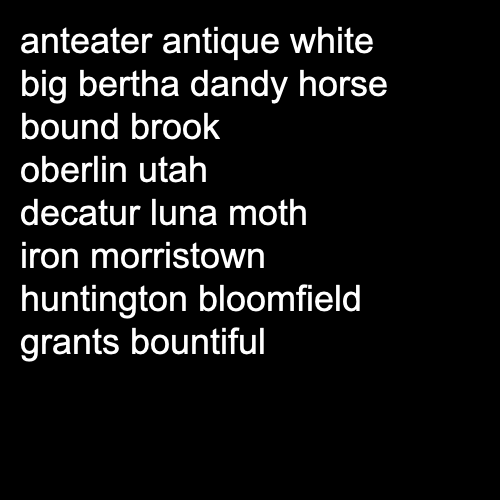 anteater antique white
big bertha dandy horse
bound brook
oberlin utah
decatur luna moth
iron morristown
huntington bloomfield
grants bountiful